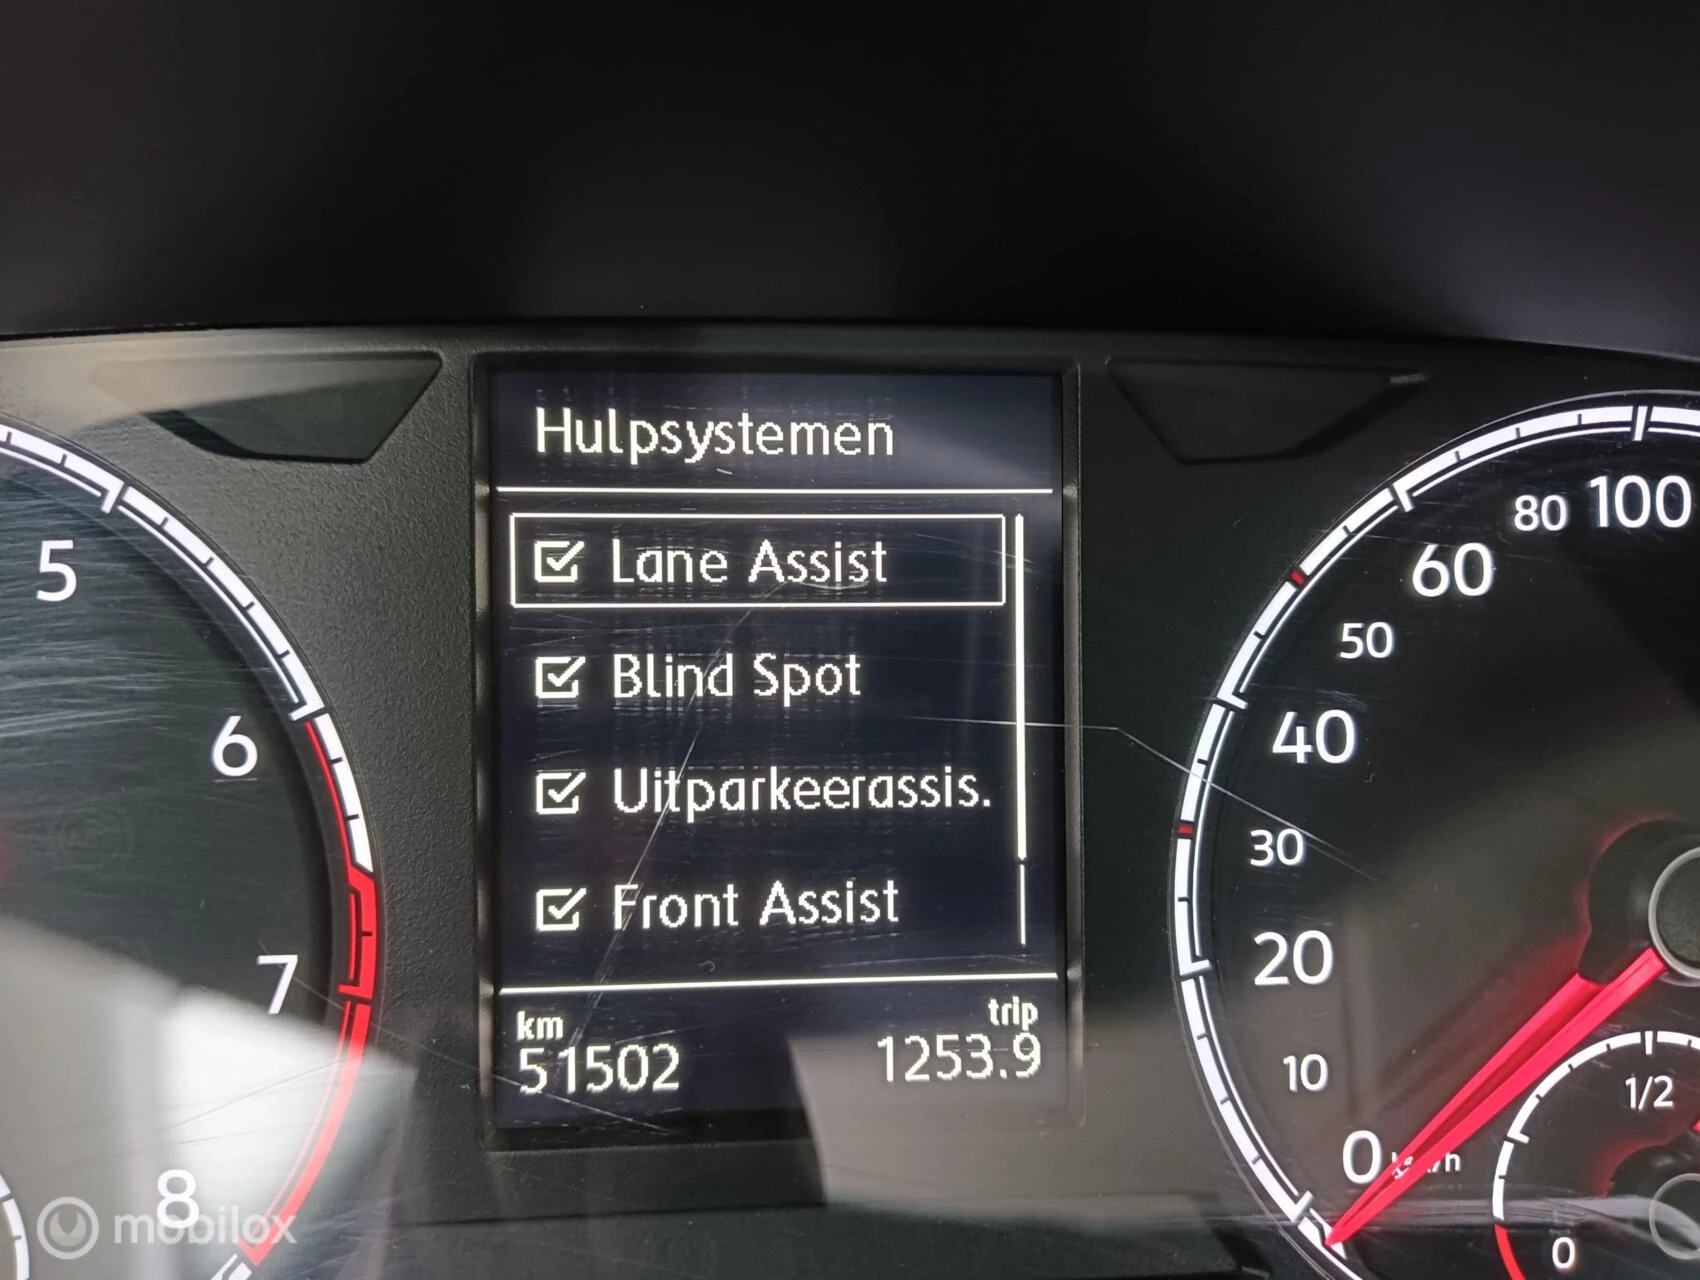 Hulpsystemen
Lane Assist
Blind Spot
Uitparkeerassis.
Front Assist
km
51502
trip
1253.9
5
6
7
8
100
80
60
50
40
30
20
10
0
km/h
1/2
0
mobilox